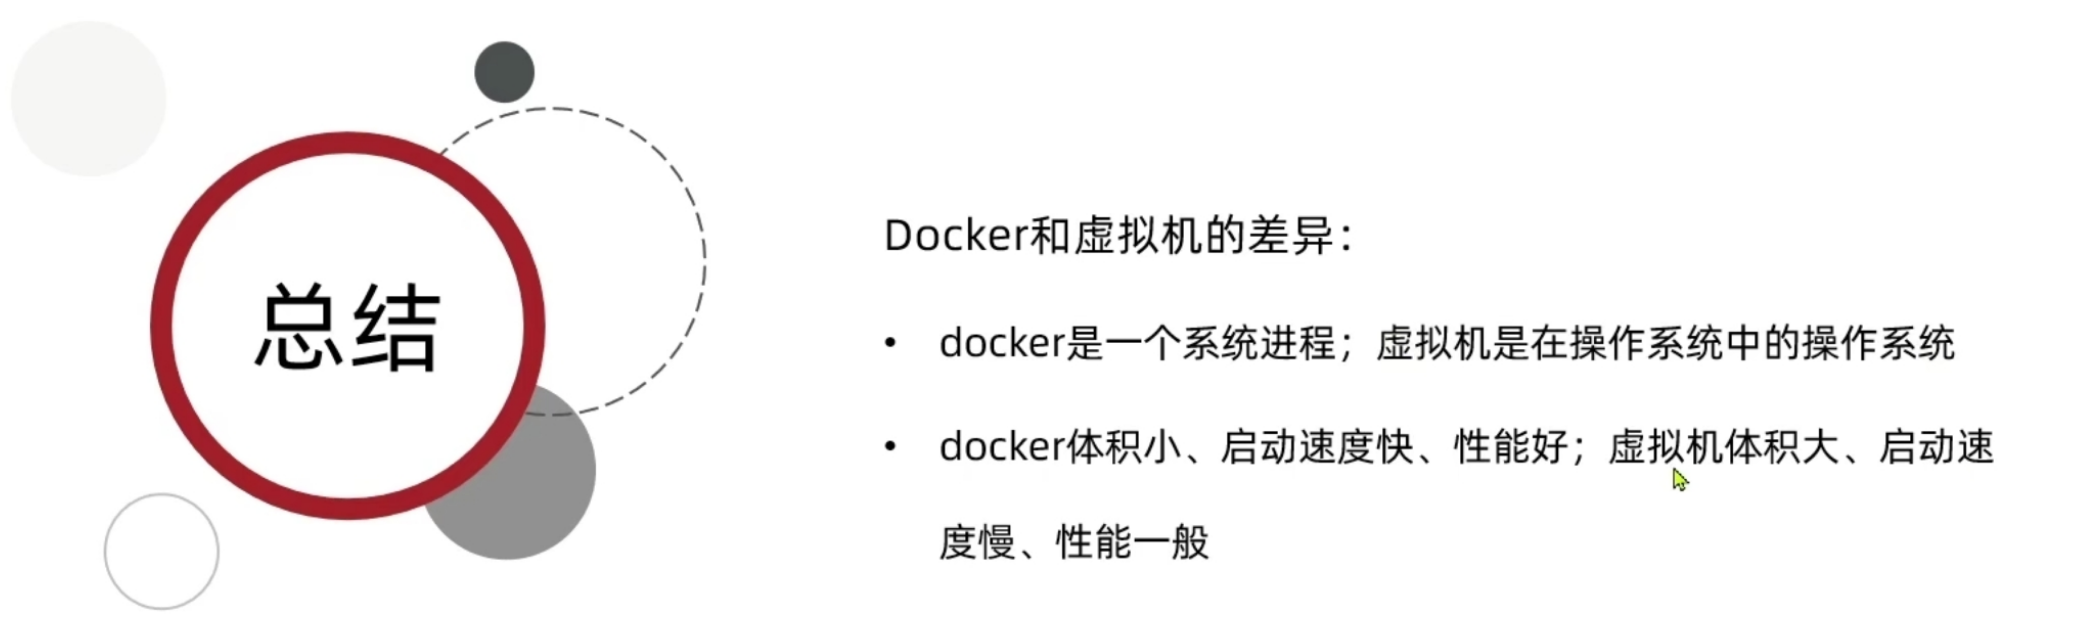 总结
Docker和虚拟机的差异：
• docker是一个系统进程；虚拟机是在操作系统中的操作系统
• docker体积小、启动速度快、性能好；虚拟机体积大、启动速
度慢、性能一般